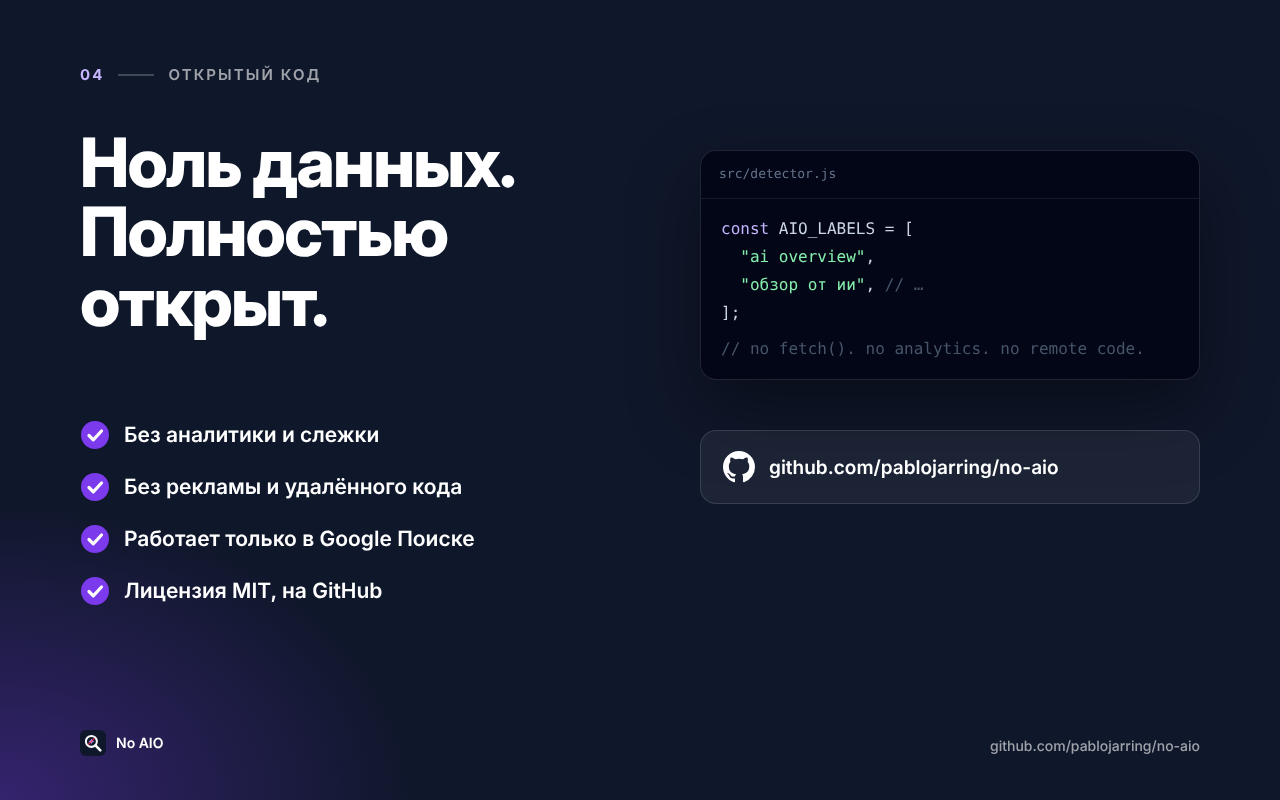 04 ОТКРЫТЫЙ КОД
Ноль данных.
Полностью
открыт.
Без аналитики и слежки
Без рекламы и удалённого кода
Работает только в Google Поиске
Лицензия MIT, на GitHub
src/detector.js
const AIO_LABELS = [
"ai overview",
"обзор от ии", // …
];
// no fetch(). no analytics. no remote code.
github.com/pablojarring/no-aio
No AIO
github.com/pablojarring/no-aio